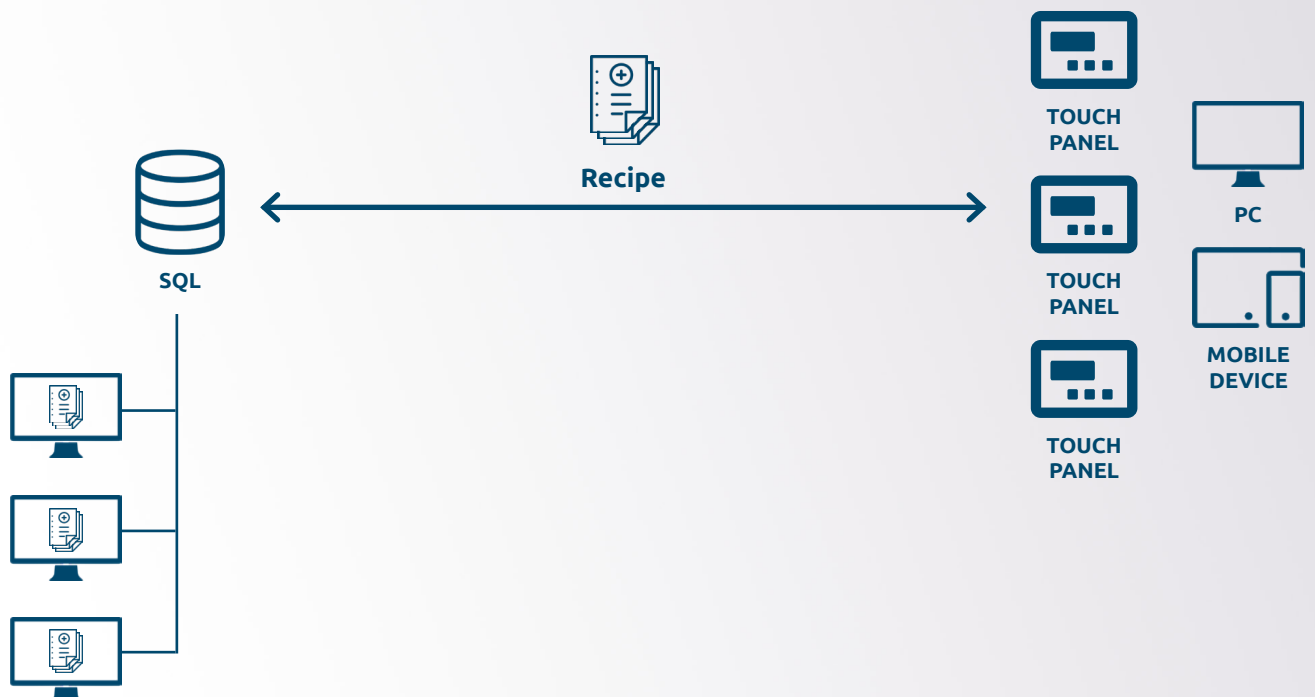 TOUCH
PANEL
Recipe
SQL
TOUCH
PANEL
PC
TOUCH
PANEL
MOBILE
DEVICE